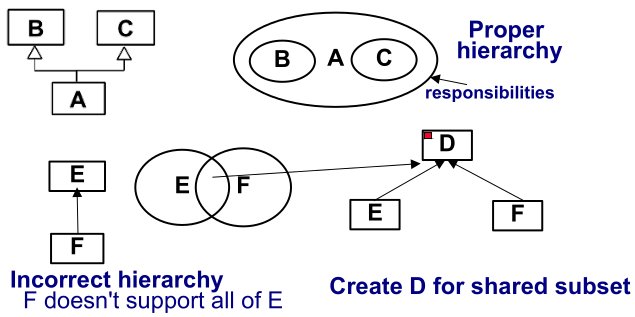 B
C
A
B
A
C
Proper
hierarchy
responsibilities
E
F
E
F
D
E
F
Incorrect hierarchy
F doesn't support all of E
Create D for shared subset